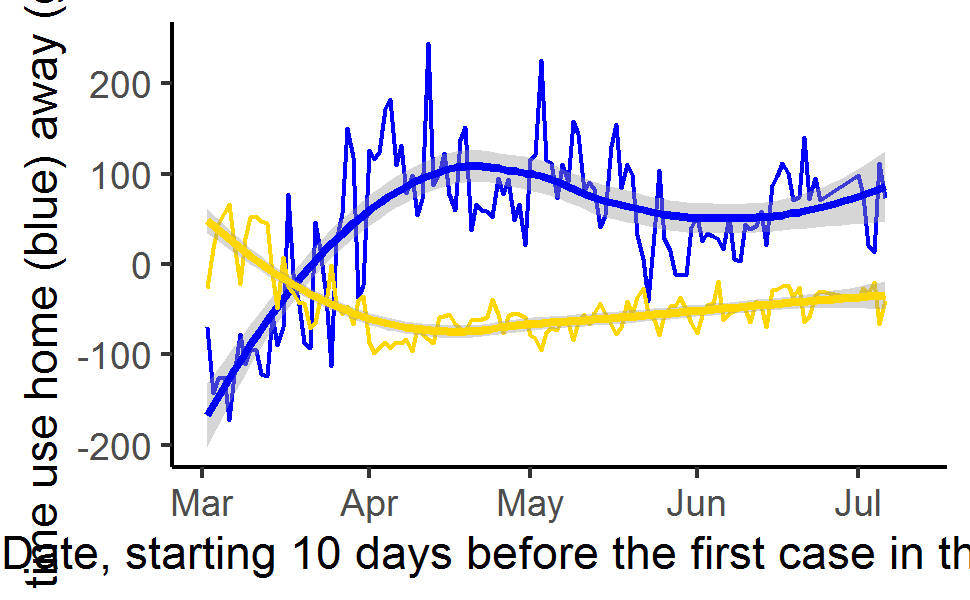 time use home (blue) away (
200
100
0
-100
-200
Mar Apr May Jun Jul
Date, starting 10 days before the first case in th